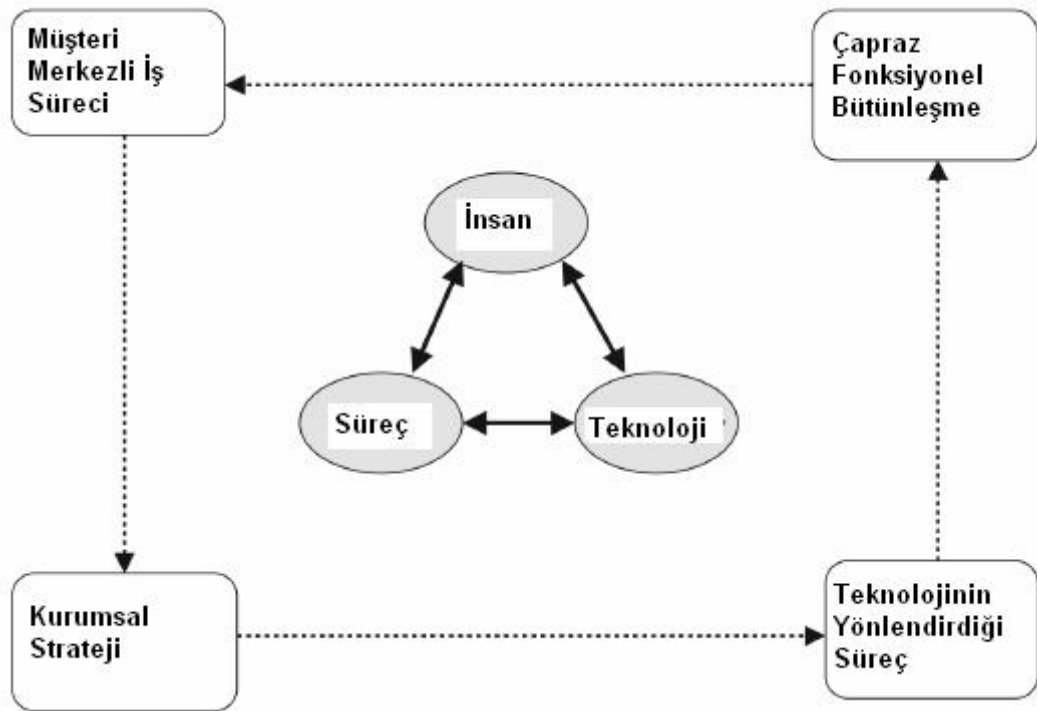 Müşteri
Merkezli İş
Süreci
Çapraz
Fonksiyonel
Bütünleşme
İnsan
Süreç
Teknoloji
Kurumsal
Strateji
Teknolojinin
Yönlendirdiği
Süreç